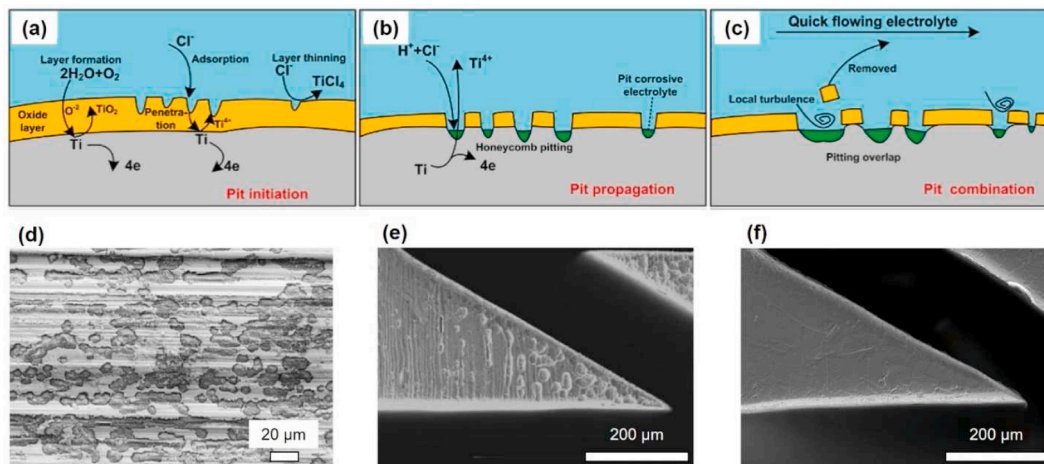 (a)
Cl⁻
Layer formation
2H₂O+O₂
Adsorption
Layer thinning
Cl⁻
TiCl₄
O⁻²
TiO₂
Oxide
layer
Penetra-
tion
Ti⁴⁺
Ti
Ti
4e
4e
Pit initiation
(b)
H⁺+Cl⁻
Ti⁴⁺
Pit corrosive
electrolyte
Honeycomb pitting
Ti
4e
Pit propagation
(c)
Quick flowing electrolyte
Removed
Local turbulence
Pitting overlap
Pit combination
(d)
20 µm
(e)
200 µm
(f)
200 µm